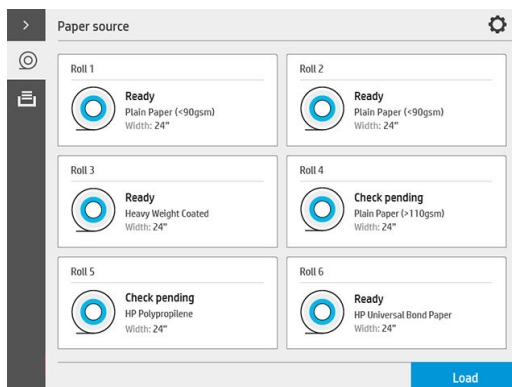 Paper source
Roll 1
Ready
Plain Paper (<90gsm)
Width: 24"
Roll 2
Ready
Plain Paper (<90gsm)
Width: 24"
Roll 3
Ready
Heavy Weight Coated
Width: 24"
Roll 4
Check pending
Plain Paper (>110gsm)
Width: 24"
Roll 5
Check pending
HP Polypropilene
Width: 24"
Roll 6
Ready
HP Universal Bond Paper
Width: 24"
Load